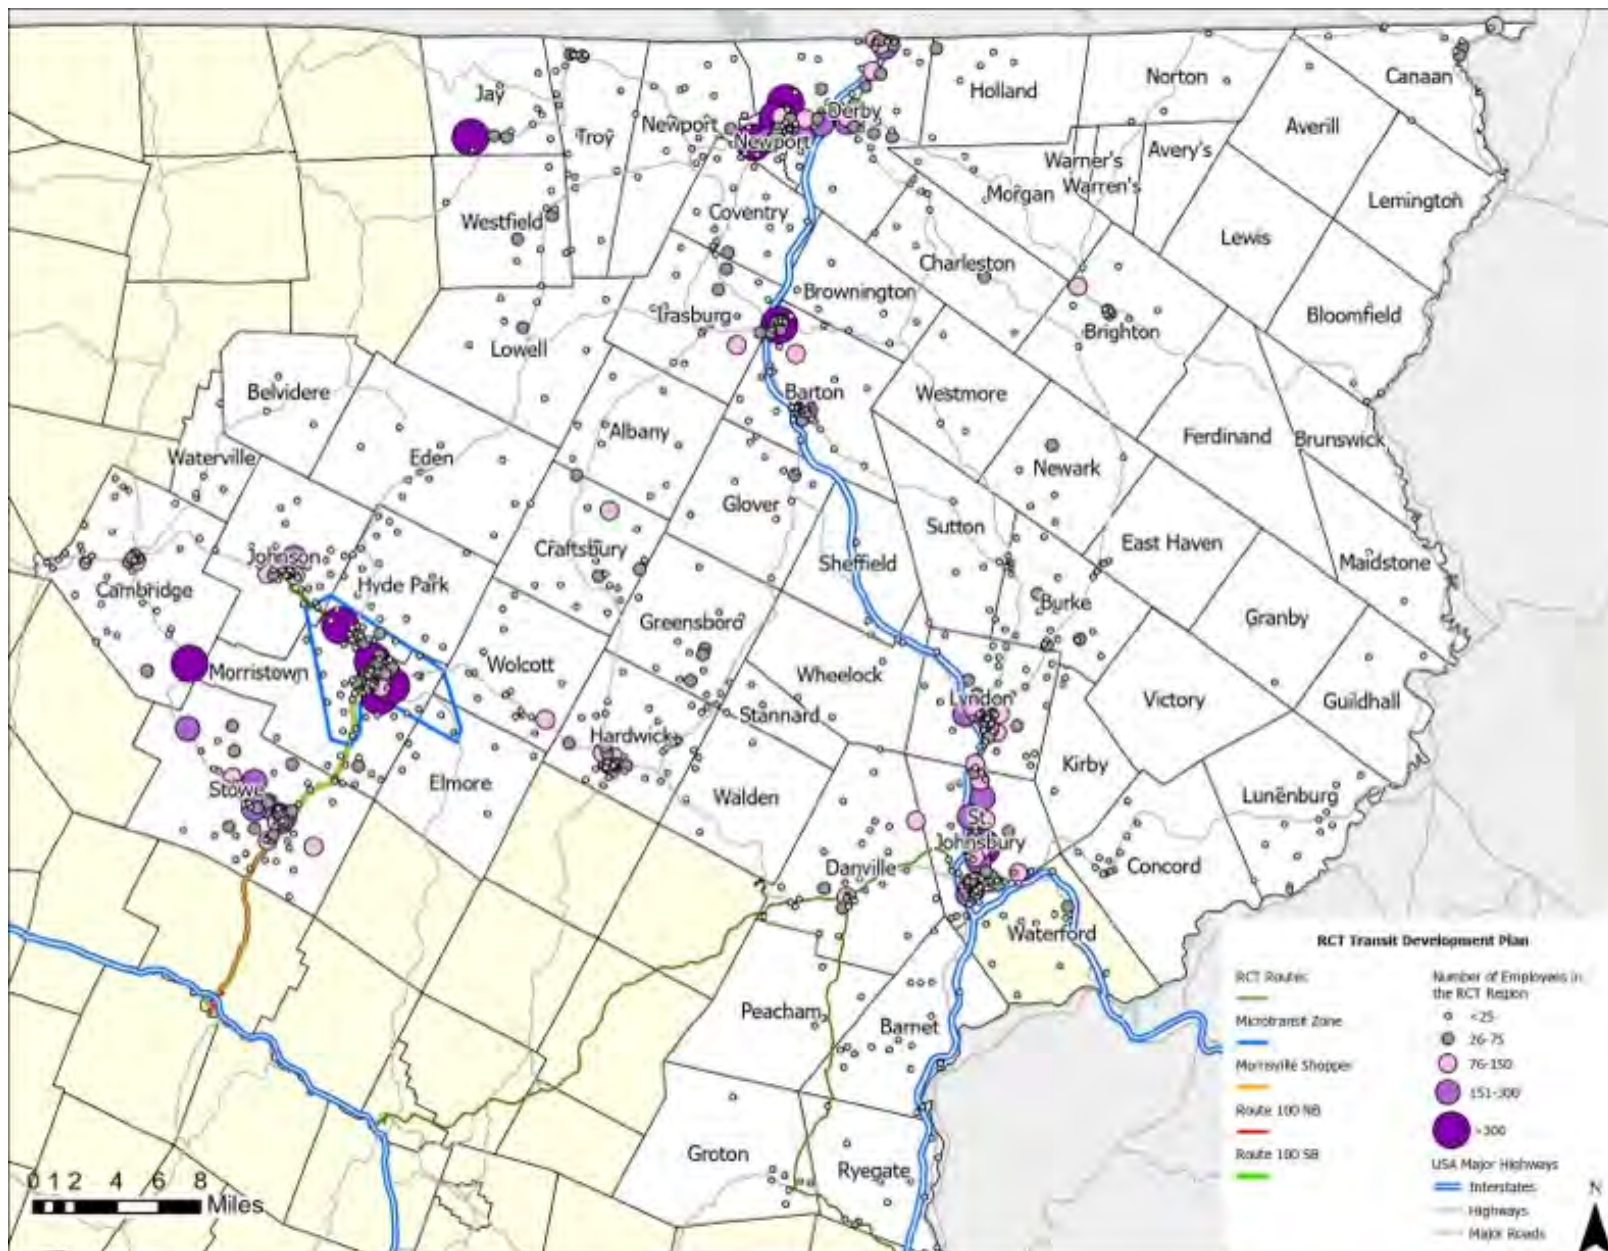 Jay
Troy
Newport
Newport
Derby
Holland
Norton
Canaan
Averill
Avery's
Warner's
Warren's
Morgan
Lemington
Westfield
Coventry
Lewis
Charleston
Brownington
Irasburg
Brighton
Bloomfield
Lowell
Belvidere
Barton
Westmore
Albany
Ferdinand
Brunswick
Waterville
Eden
Newark
Glover
Sutton
East Haven
Johnson
Craftsbury
Sheffield
Maidstone
Cambridge
Hyde Park
Burke
Granby
Greensboro
Morristown
Wolcott
Wheelock
Lyndon
Victory
Guildhall
Stannard
Hardwick
Kirby
Stowe
Elmore
Walden
Lunenburg
St.
Johnsbury
Danville
Concord
Waterford
Peacham
Barnet
Groton
Ryegate
0 1 2 4 6 8
Miles
RCT Transit Development Plan
RCT Routes
Microtransit Zone
Morrisville Shopper
Route 100 NB
Route 100 SB
Number of Employees in
the RCT Region
<25
26-75
76-150
151-300
>300
USA Major Highways
Interstates
Highways
Major Roads
N